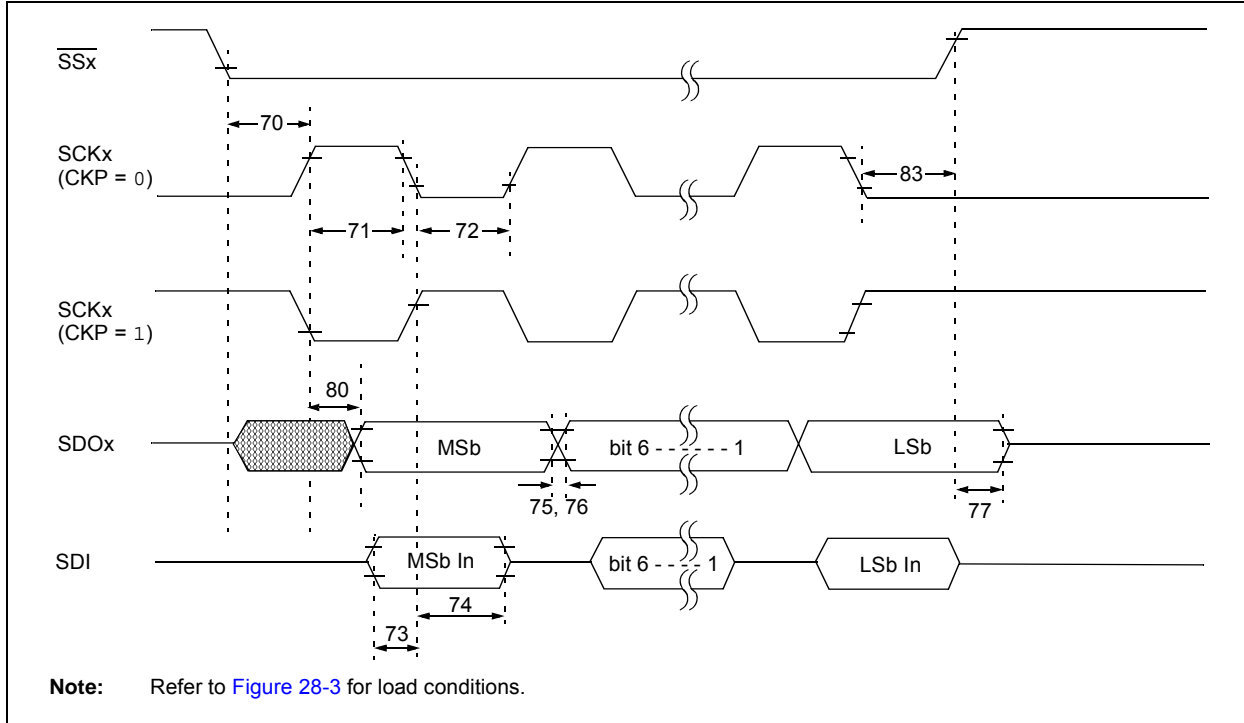 SSx
70
SCKx
(CKP = 0)
83
71
72
SCKx
(CKP = 1)
80
SDOx
MSb
bit 6 - - - - - - 1
LSb
75, 76
77
SDI
MSb In
bit 6 - - - - 1
LSb In
74
73
Note: Refer to Figure 28-3 for load conditions.